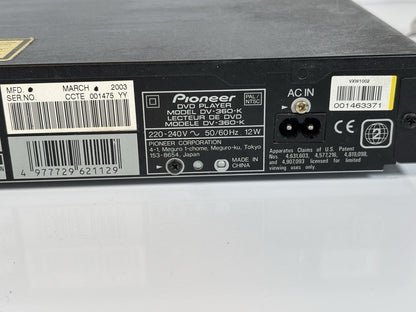 MFD. MARCH 2003
SER.NO. CCTE 001475 YY
4 977729 621129
Pioneer
PAL/
NTSC
DVD PLAYER
MODEL DV-360-K
LECTEUR DE DVD
MODELE DV-360-K
220-240V ~ 50/60Hz 12W
PIONEER CORPORATION
4-1, Meguro 1-chome, Meguro-ku, Tokyo
153-8654, Japan
MADE IN
CHINA
AC IN
VXW1002
001463371
CE
2
Apparatus Claims of U.S. Patent
Nos. 4,631,603, 4,577,216, 4,819,098,
and 4,907,093 licensed for limited
viewing uses only.